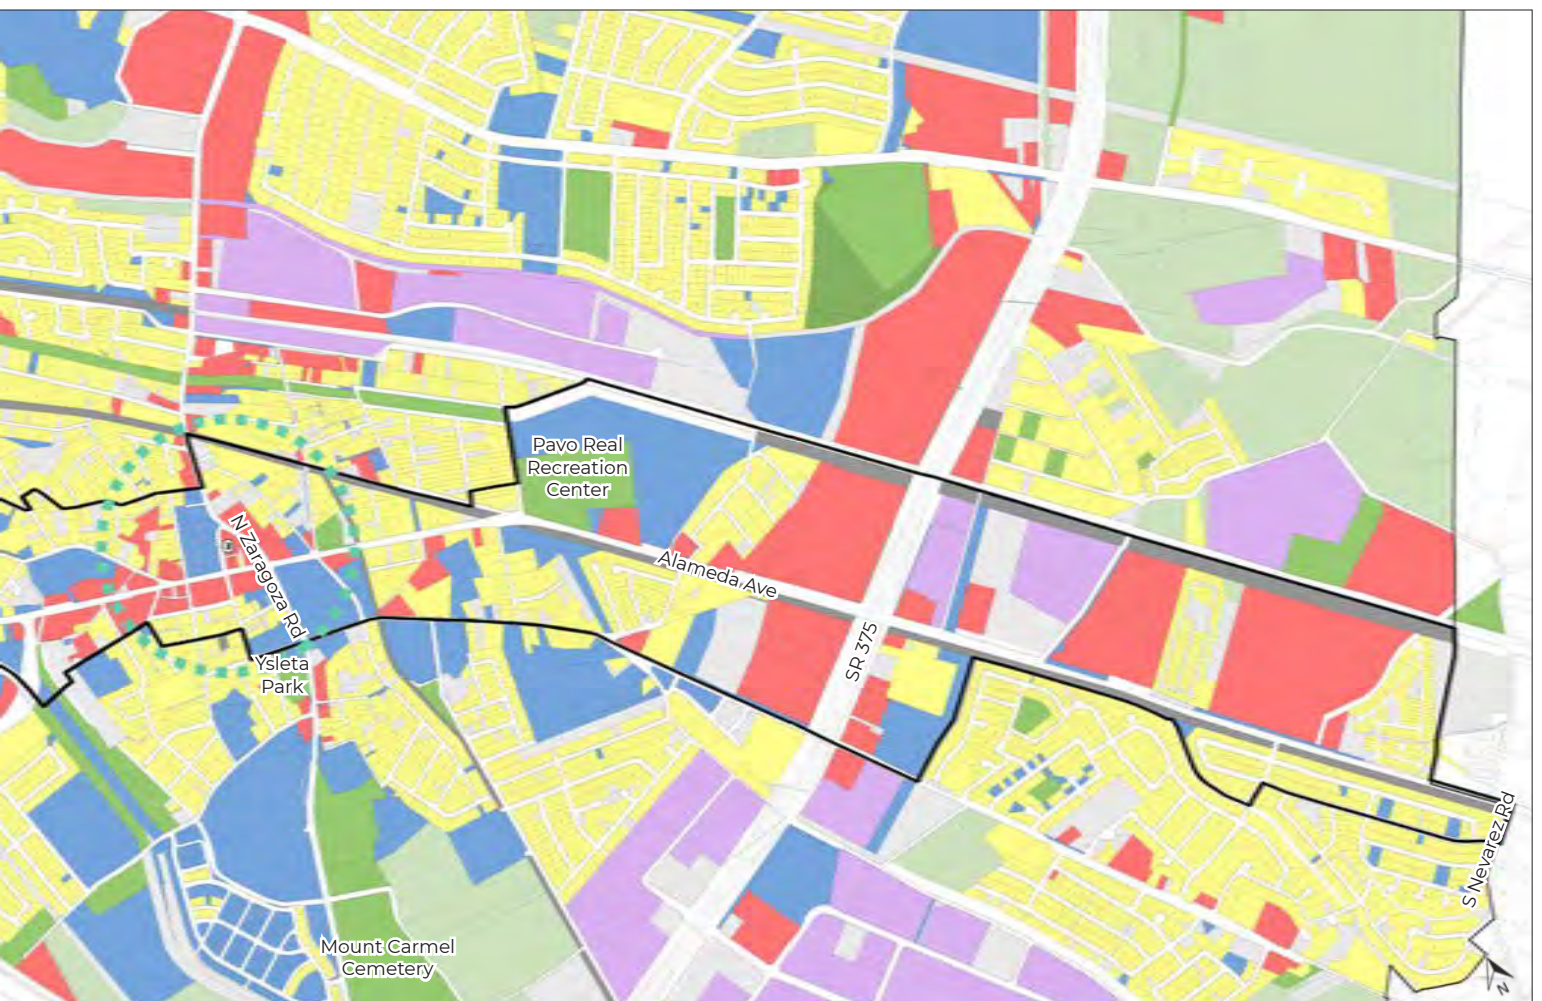 Pavo Real
Recreation
Center
N Zaragoza Rd
Alameda Ave
SR 375
Ysleta
Park
S Nevarez Rd
Mount Carmel
Cemetery
N